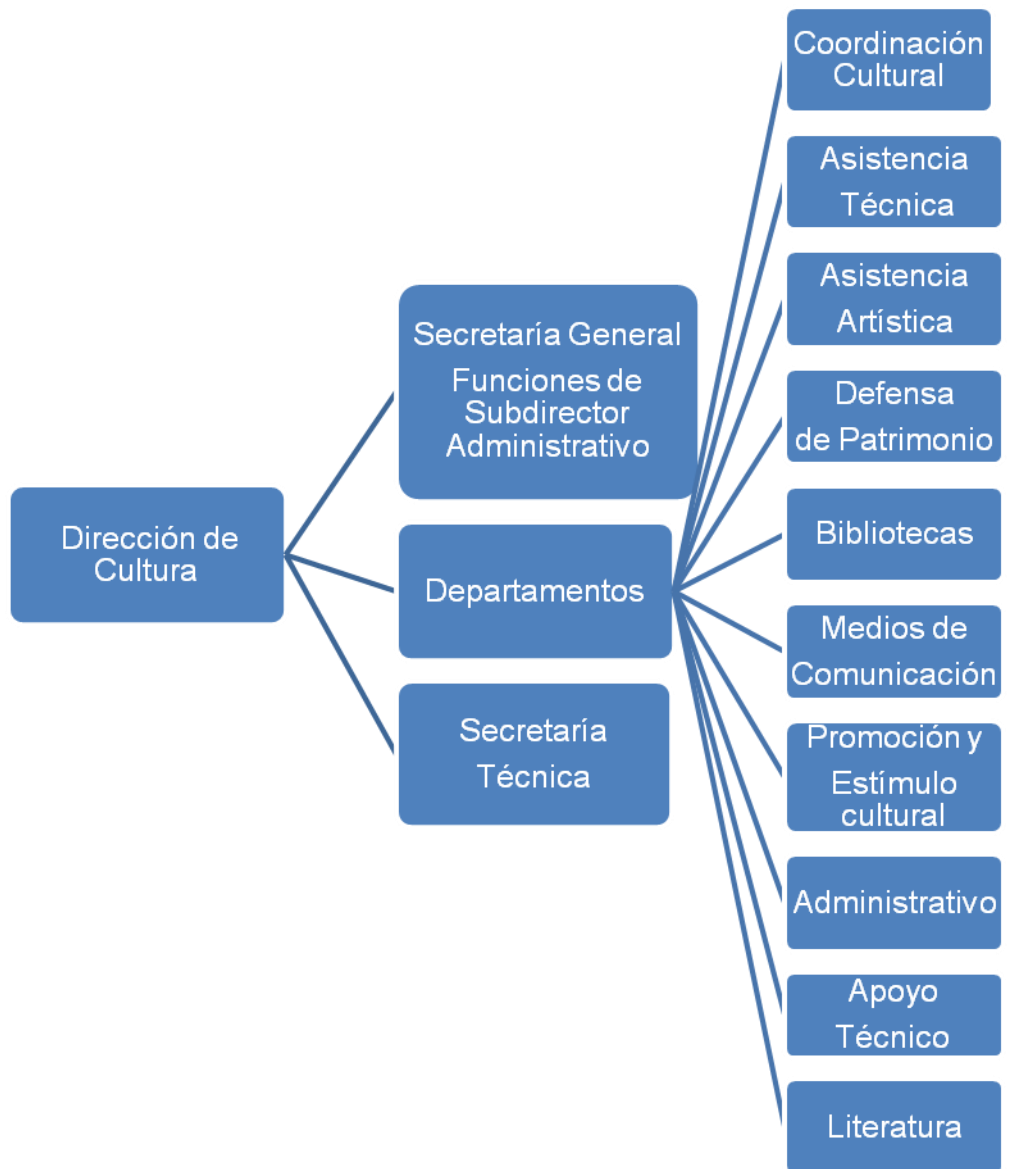 Dirección de
Cultura
Secretaría General
Funciones de
Subdirector
Administrativo
Departamentos
Secretaría
Técnica
Coordinación
Cultural
Asistencia
Técnica
Asistencia
Artística
Defensa
de Patrimonio
Bibliotecas
Medios de
Comunicación
Promoción y
Estímulo
cultural
Administrativo
Apoyo
Técnico
Literatura